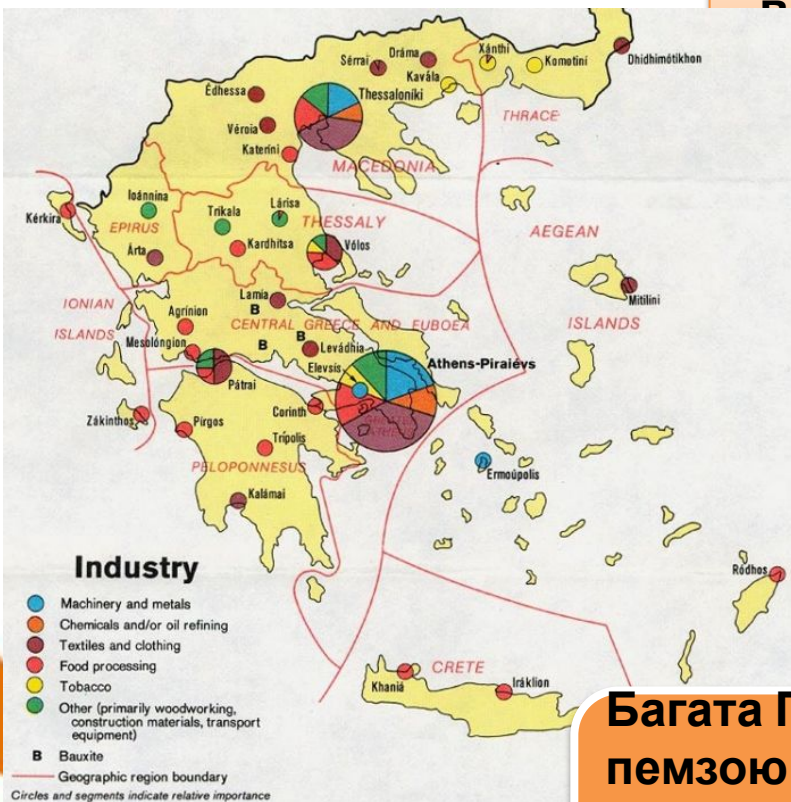 Xánthi
Dráma
Sérrai
Komotini
Dhidhimótikhon
Kavála
Édhessa
Thessaloníki
THRACE
Véroia
Kateríni
MACEDONIA
Ioánnina
Lárisa
Tríkala
THESSALY
Kérkira
EPIRUS
AEGEAN
Kardhítsa
Vólos
Árta
Lamía
Mitilíni
IONIAN
B
Agrínion
CENTRAL GREECE AND EUBOEA
ISLANDS
ISLANDS
B
B
Mesolóngion
Levádhia
Athens-Piraiévs
Elevsís
Pátrai
Corinth
Zákinthos
Pírgos
GREATER
ATHENS
Trípolis
PELOPONNESUS
Ermoúpolis
Kalámai
Industry
Ródhos
Machinery and metals
Chemicals and/or oil refining
Textiles and clothing
Food processing
CRETE
Khaniá
Iráklion
Tobacco
Other (primarily woodworking,
construction materials, transport
equipment)
B Bauxite
Geographic region boundary
Circles and segments indicate relative importance
Багата
пемзою